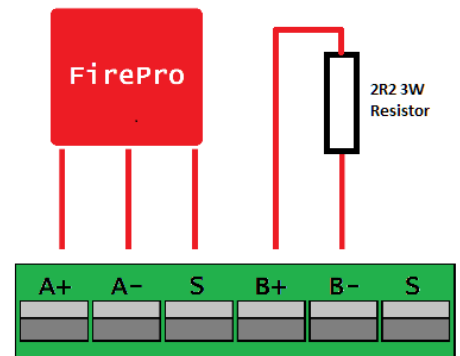 FirePro
2R2 3W
Resistor
A+ A- S B+ B- S